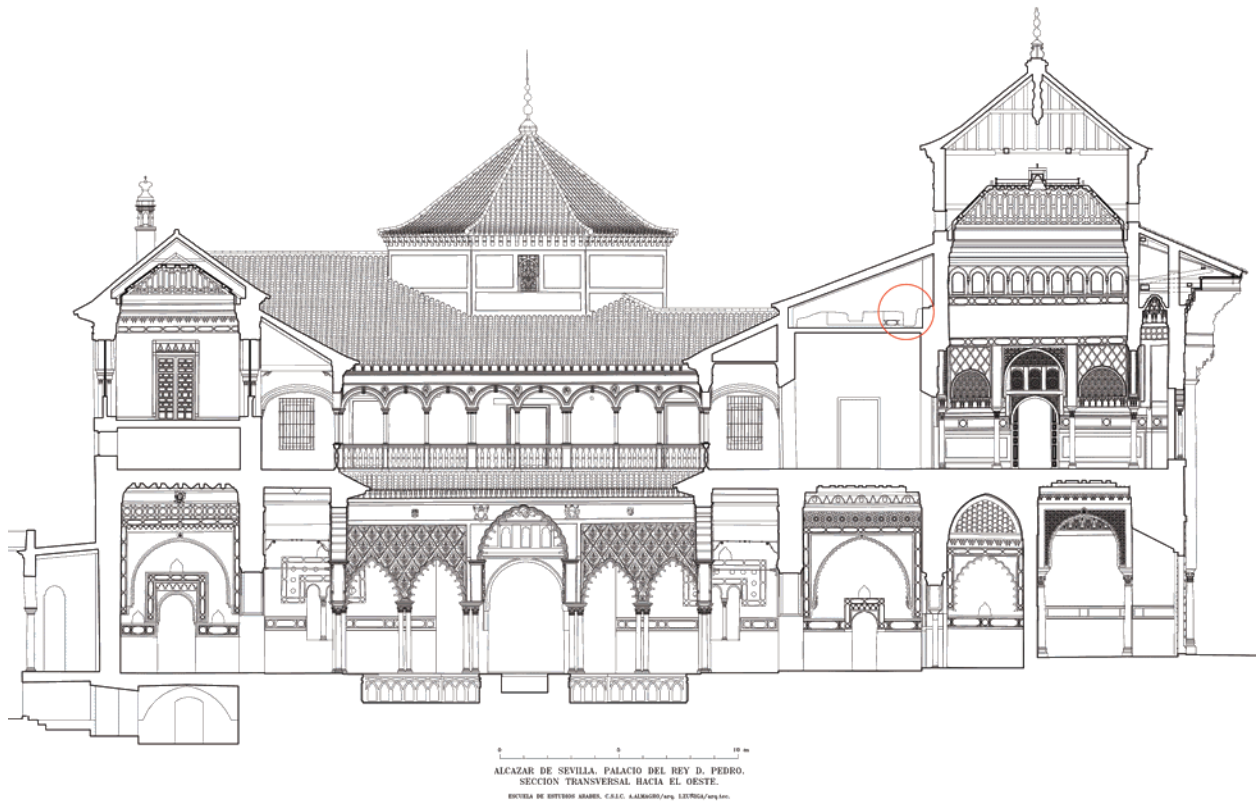 0 5 10 m
ALCAZAR DE SEVILLA. PALACIO DEL REY D. PEDRO.
SECCION TRANSVERSAL HACIA EL OESTE.
ESCUELA DE ESTUDIOS ARABES, C.S.I.C. A.ALMAGRO/arq. I.ZUÑIGA/arq.tec.